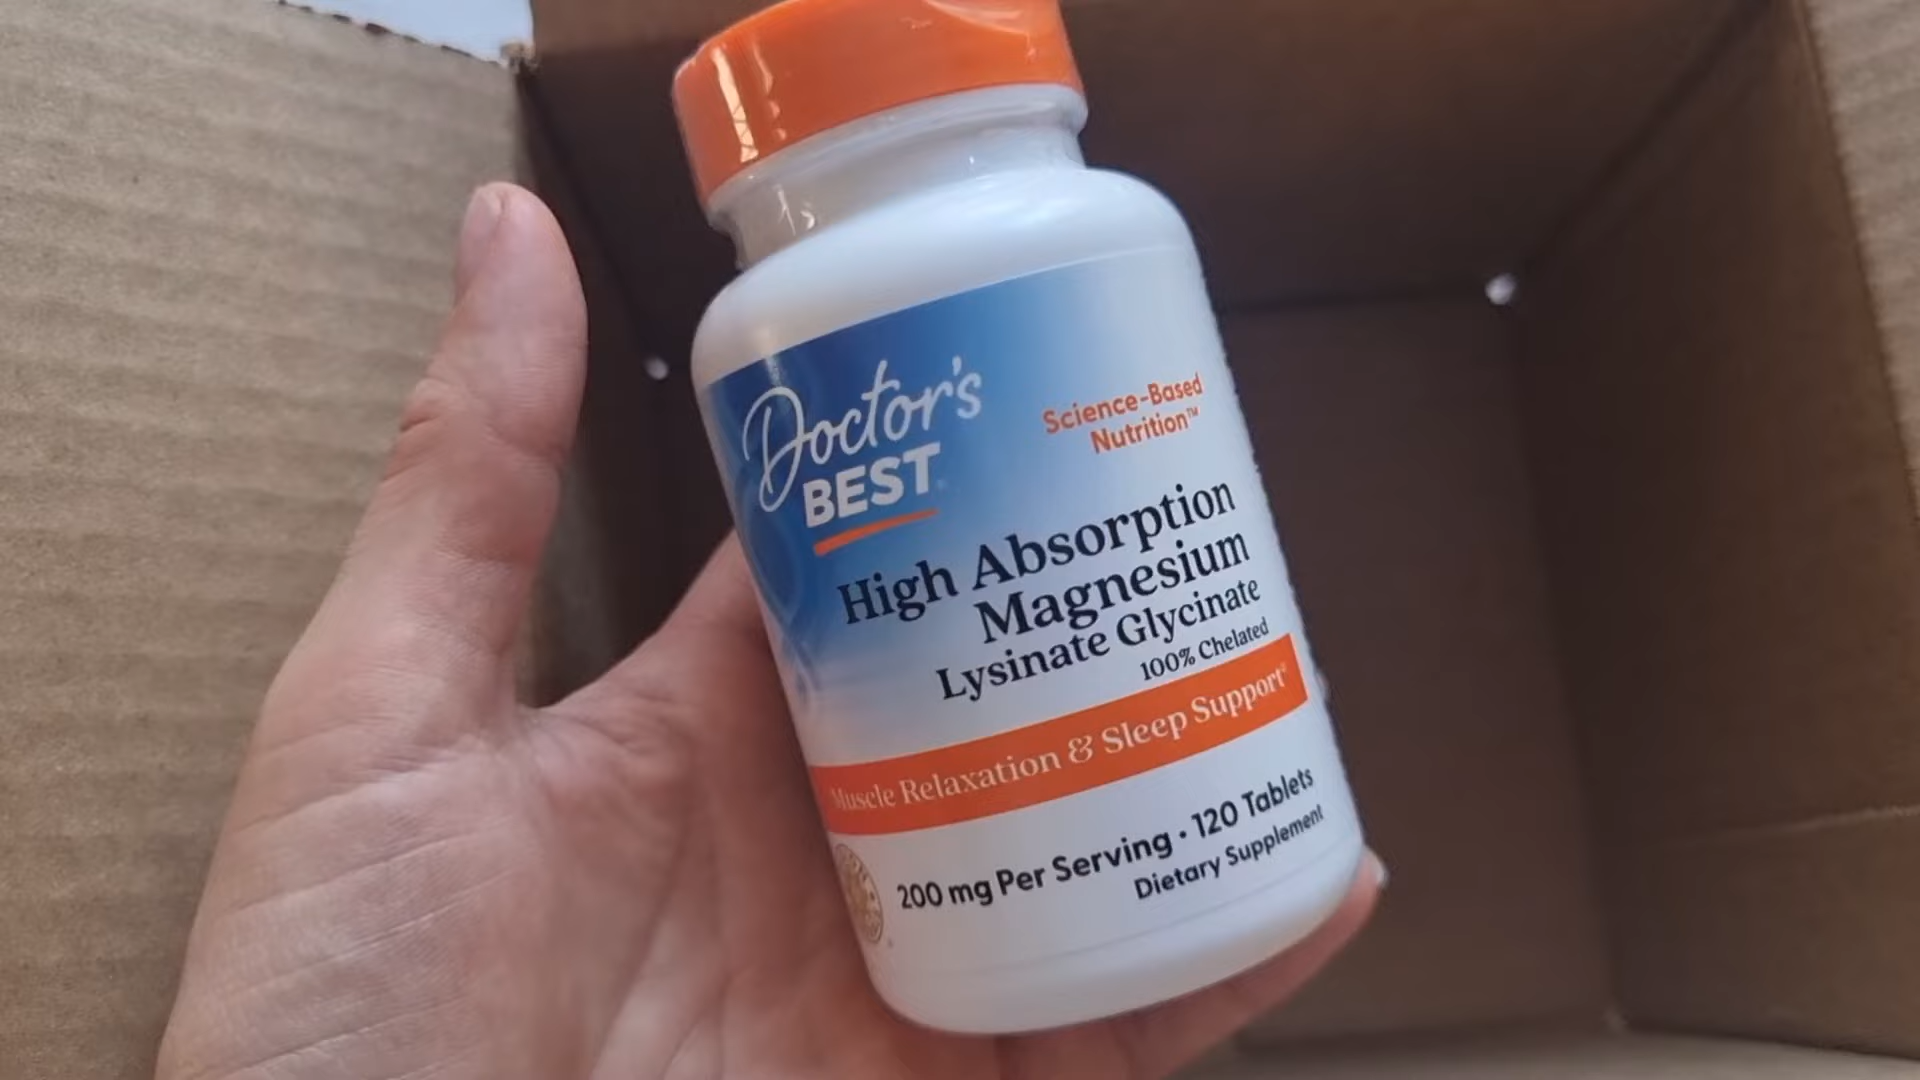 Doctor's
BEST
Science-Based
Nutrition™
High Absorption
Magnesium
Lysinate Glycinate
100% Chelated
Muscle Relaxation & Sleep Support
200 mg Per Serving • 120 Tablets
Dietary Supplement